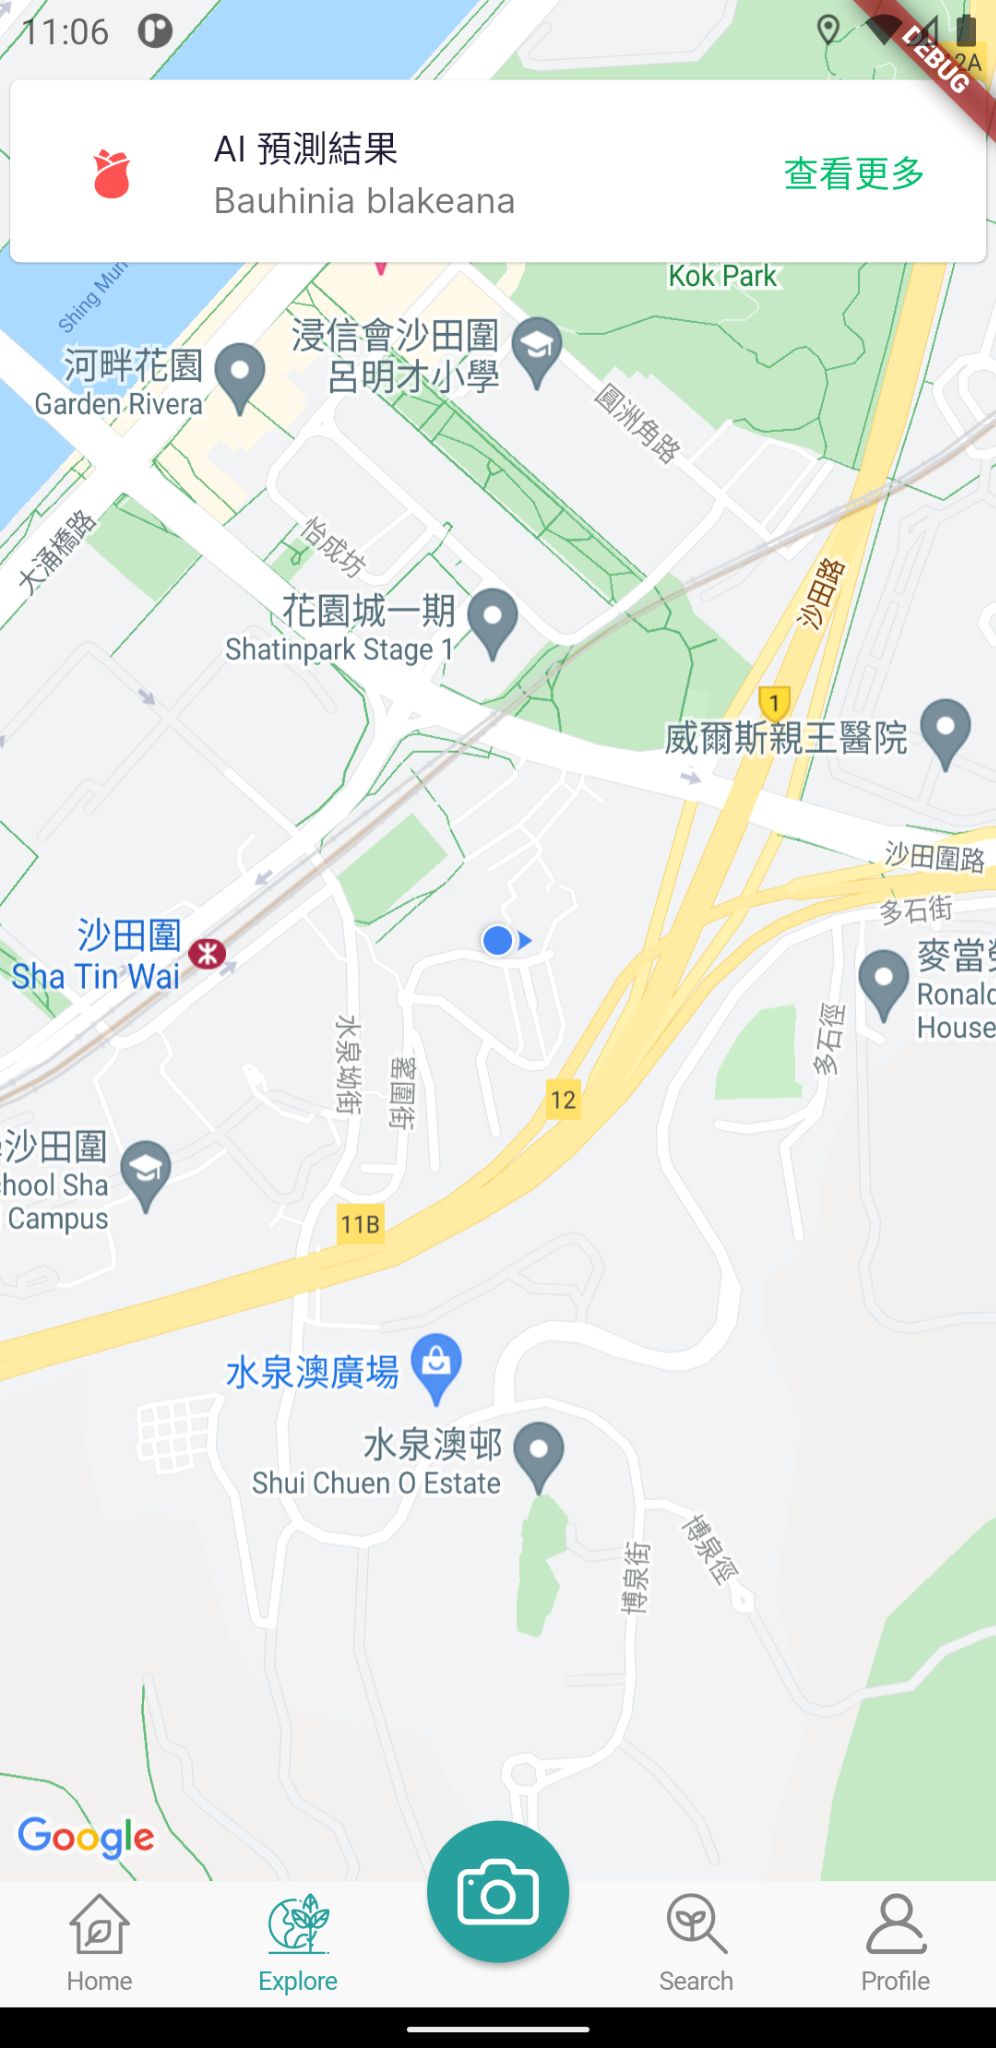 11:06
2A
DEBUG
AI 預測結果
查看更多
Bauhinia blakeana
Shing Mun
Kok Park
浸信會沙田圍
呂明才小學
河畔花園
Garden Rivera
圓洲角路
大涌橋路
怡成坊
沙田路
花園城一期
Shatinpark Stage 1
1
威爾斯親王醫院
沙田圍路
多石街
沙田圍
Sha Tin Wai
麥當勞
Ronald
House
多石徑
水泉坳街
蜜園街
12
沙田圍
chool Sha
Campus
11B
水泉澳廣場
水泉澳邨
Shui Chuen O Estate
博泉街
博泉徑
Google
Home
Explore
Search
Profile